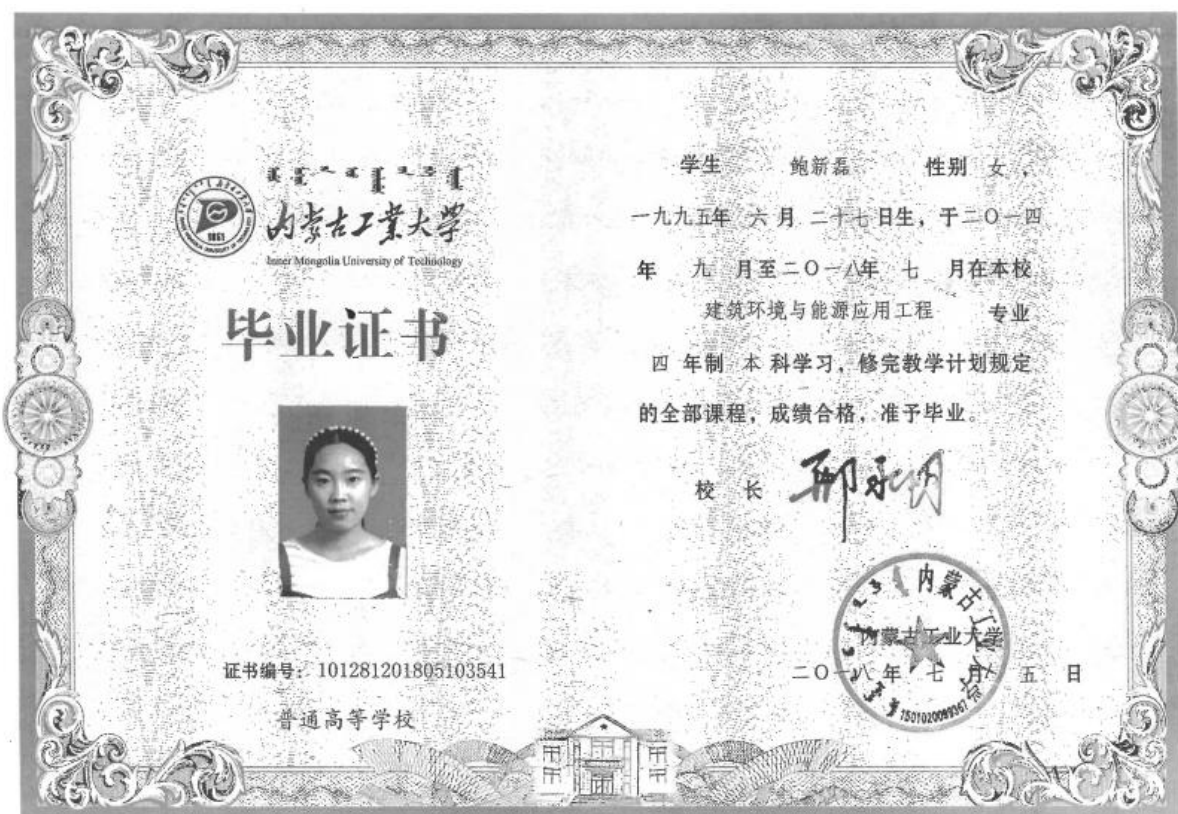 内蒙古工業大学
Inner Mongolia University of Technology
1951
毕业证书
证书编号：101281201805103541
普通高等学校
学生 鲍新磊 性别 女，
一九九五年 六月 二十七日生，于二〇一四
年 九 月至二〇一八年 七 月在本校
建筑环境与能源应用工程 专业
四 年制 本 科学习，修完教学计划规定
的全部课程，成绩合格，准予毕业。
校 长
内蒙古工业大学
二〇一八年 七 月 五 日